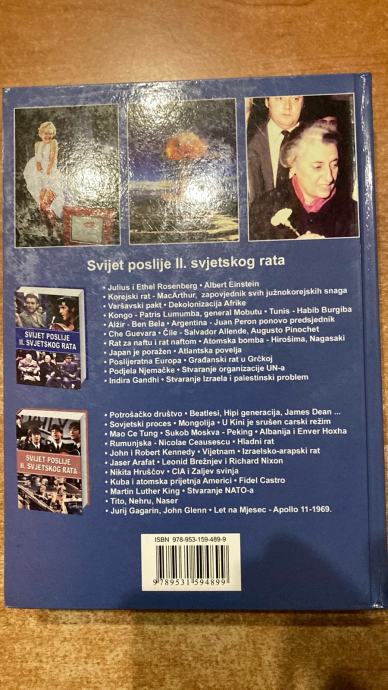 Svijet poslije II. svjetskog rata
• Julius i Ethel Rosenberg • Albert Einstein
• Korejski rat - MacArthur, zapovjednik svih južnokorejskih snaga
• Varšavski pakt • Dekolonizacija Afrike
• Kongo - Patris Lumumba, general Mobutu • Tunis - Habib Burgiba
• Alžir - Ben Bela • Argentina - Juan Peron ponovo predsjednik
• Che Guevara • Čile - Salvador Allende, Augusto Pinochet
• Rat za naftu i rat naftom • Atomska bomba - Hirošima, Nagasaki
• Japan je poražen • Atlantska povelja
• Poslijeratna Europa • Građanski rat u Grčkoj
• Podjela Njemačke • Stvaranje organizacije UN-a
• Indira Gandhi • Stvaranje Izraela i palestinski problem
SVIJET POSLIJE
II. SVJETSKOG RATA
• Potrošačko društvo • Beatlesi, Hipi generacija, James Dean ...
• Sovjetski proces • Mongolija • U Kini je srušen carski režim
• Mao Ce Tung • Sukob Moskva - Peking • Albanija i Enver Hoxha
• Rumunjska - Nicolae Ceausescu • Hladni rat
• John i Robert Kennedy • Vijetnam • Izraelsko-arapski rat
• Jaser Arafat • Leonid Brežnjev i Richard Nixon
• Nikita Hruščov • CIA i Zaljev svinja
• Kuba i atomska prijetnja Americi • Fidel Castro
• Martin Luther King • Stvaranje NATO-a
• Tito, Nehru, Naser
• Jurij Gagarin, John Glenn • Let na Mjesec - Apollo 11-1969.
SVIJET POSLIJE
II. SVJETSKOG RATA
ISBN 978-953-159-489-9
9789531594899